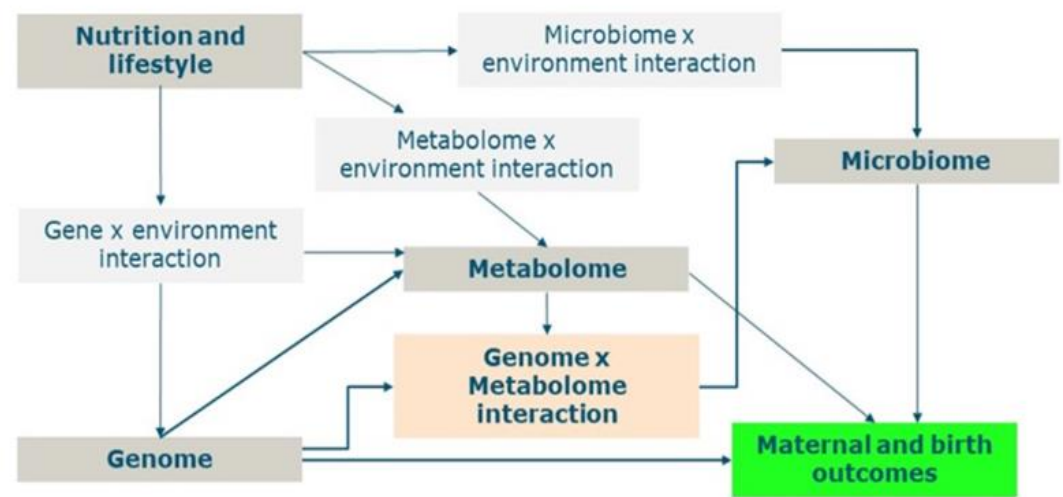 Nutrition and
lifestyle
Microbiome x
environment interaction
Metabolome x
environment interaction
Microbiome
Gene x environment
interaction
Metabolome
Genome x
Metabolome
interaction
Genome
Maternal and birth
outcomes